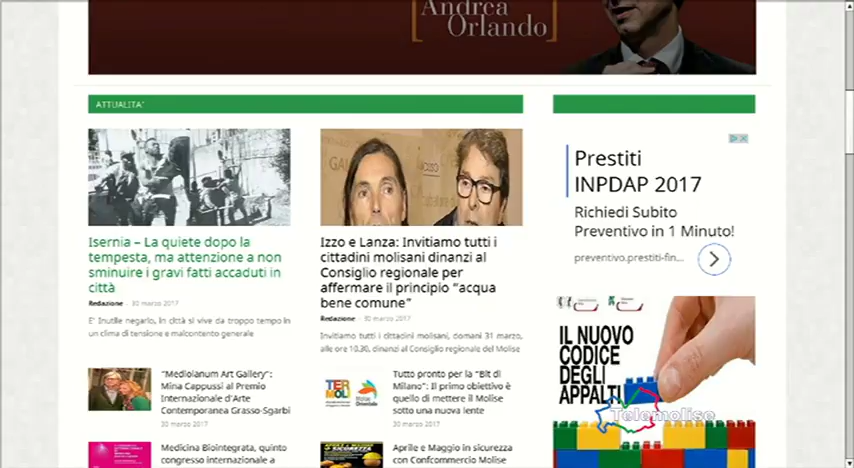 Andrea
Orlando
ATTUALITA'
Isernia – La quiete dopo la
tempesta, ma attenzione a non
sminuire i gravi fatti accaduti in
città
Redazione - 30 marzo 2017
E' inutile negarlo, in città si vive da troppo tempo in
un clima di tensione e malcontento generale
Izzo e Lanza: Invitiamo tutti i
cittadini molisani dinanzi al
Consiglio regionale per
affermare il principio "acqua
bene comune"
Redazione - 30 marzo 2017
Invitiamo tutti i cittadini molisani, domani 31 marzo,
alle ore 10.30, dinanzi al Consiglio regionale del Molise
"Mediolanum Art Gallery":
Mina Cappussi al Premio
Internazionale d'Arte
Contemporanea Grasso-Sgarbi
30 marzo 2017
TER
MOLI
Tutto pronto per la "Bit di
Milano": Il primo obiettivo è
quello di mettere il Molise
sotto una nuova lente
30 marzo 2017
Medicina Biointegrata, quinto
congresso internazionale a
SICUREZZA
Aprile e Maggio in sicurezza
con Confcommercio Molise
Prestiti
INPDAP 2017
Richiedi Subito
Preventivo in 1 Minuto!
preventivo.prestiti-fin...
IL NUOVO
CODICE
DEGLI
APPALTI
Telemolise